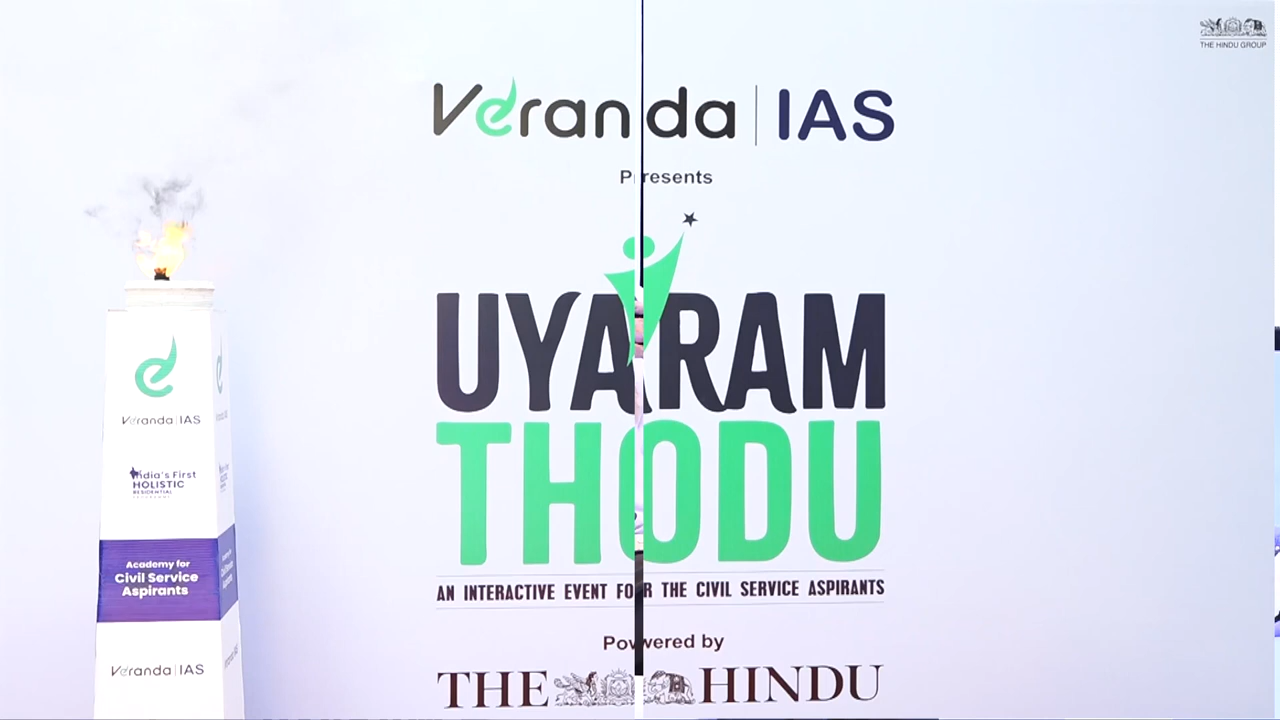 THE HINDU GROUP
Veranda | IAS
Presents
UYARAM
THODU
AN INTERACTIVE EVENT FOR THE CIVIL SERVICE ASPIRANTS
Powered by
THE HINDU
Veranda | IAS
India's First
HOLISTIC
RESIDENTIAL
PROGRAMME
Academy for
Civil Service
Aspirants
Veranda | IAS